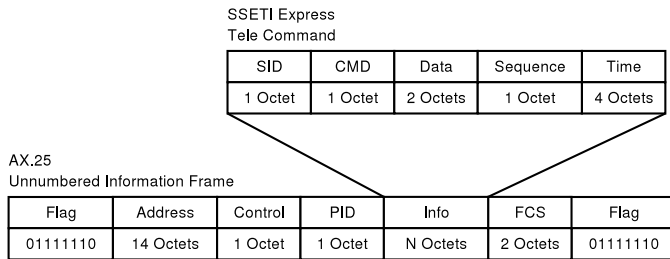 SSETI Express
Tele Command
SID CMD Data Sequence Time
1 Octet 1 Octet 2 Octets 1 Octet 4 Octets
AX.25
Unnumbered Information Frame
Flag Address Control PID Info FCS Flag
01111110 14 Octets 1 Octet 1 Octet N Octets 2 Octets 01111110